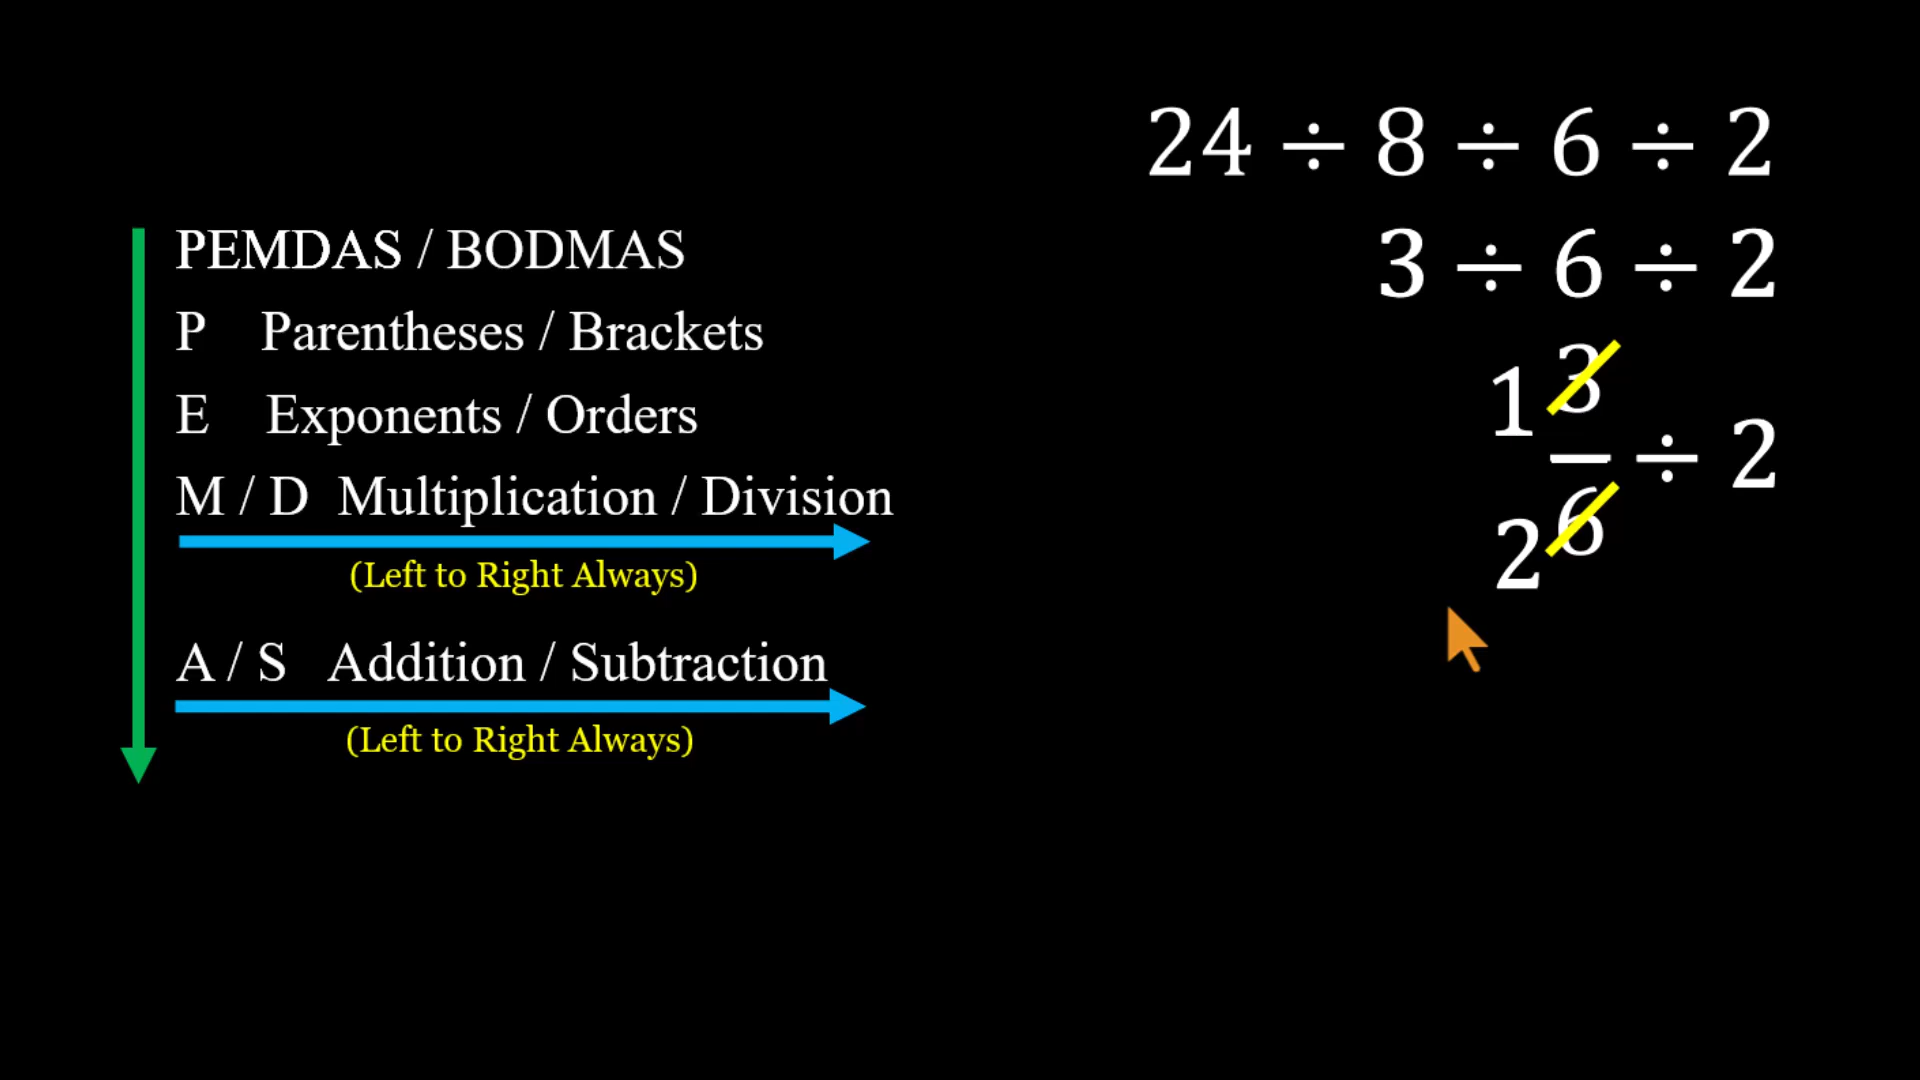 PEMDAS / BODMAS
P Parentheses / Brackets
E Exponents / Orders
M / D Multiplication / Division
(Left to Right Always)
A / S Addition / Subtraction
(Left to Right Always)
24 ÷ 8 ÷ 6 ÷ 2
3 ÷ 6 ÷ 2
1 3
÷ 2
2 6